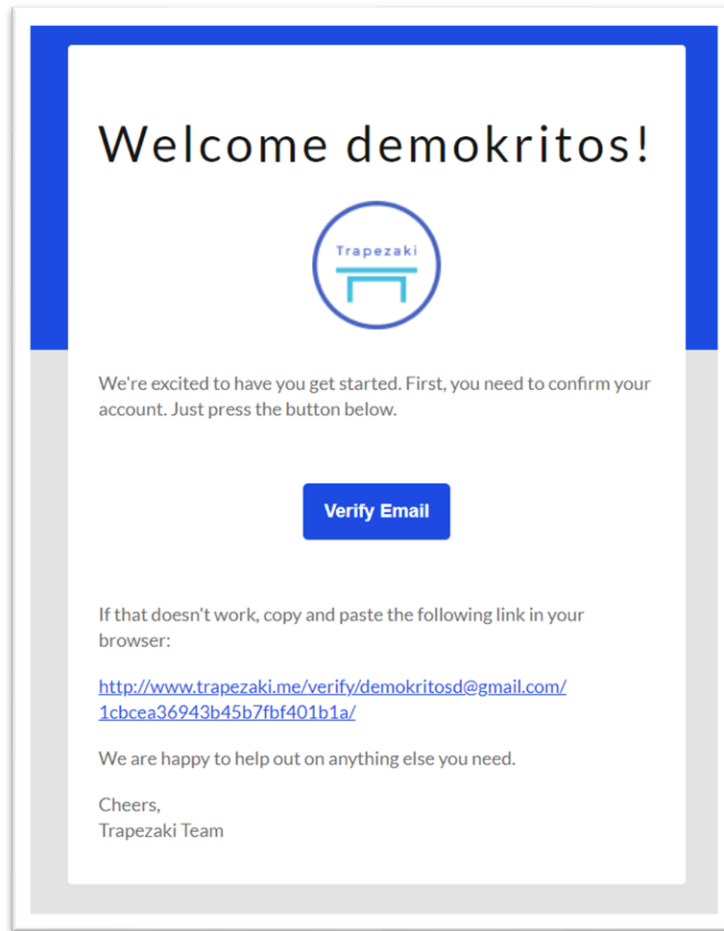 Welcome demokritos!
Trapezaki
We're excited to have you get started. First, you need to confirm your
account. Just press the button below.
Verify Email
If that doesn't work, copy and paste the following link in your
browser:
http://www.trapezaki.me/verify/demokritosd@gmail.com/
1cbcea36943b45b7fbf401b1a/
We are happy to help out on anything else you need.
Cheers,
Trapezaki Team